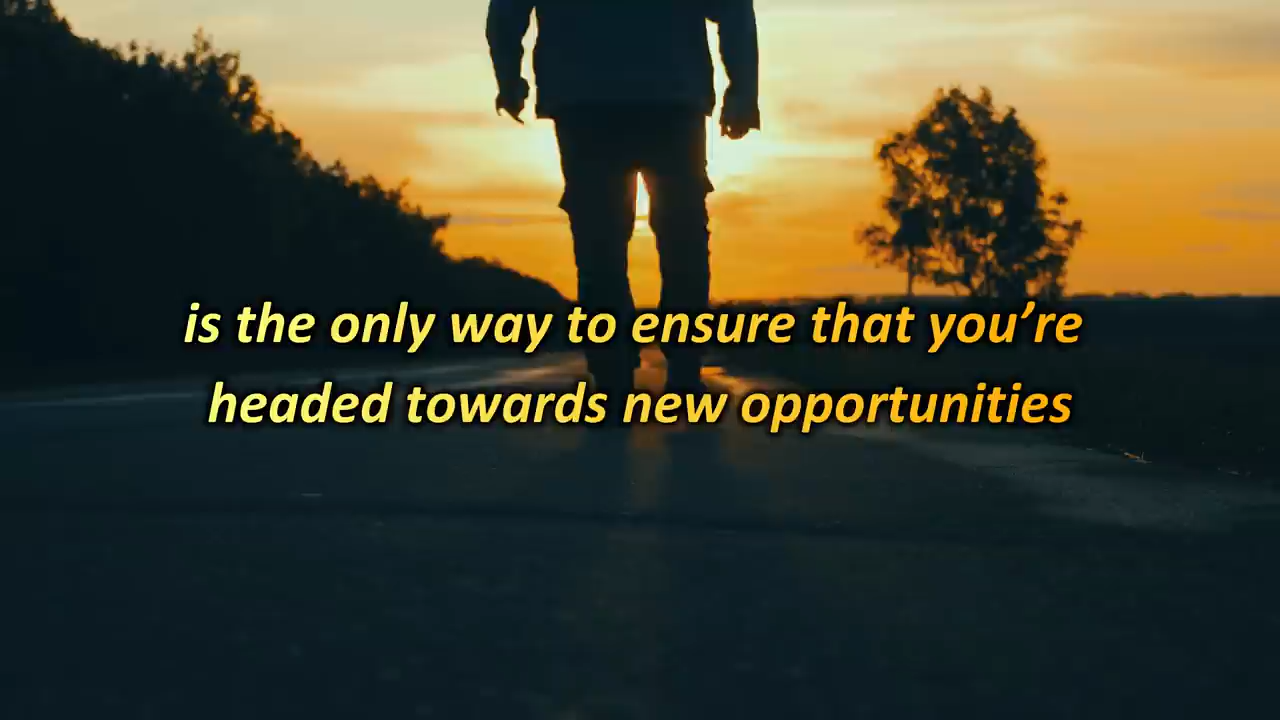 is the only way to ensure that you’re
headed towards new opportunities